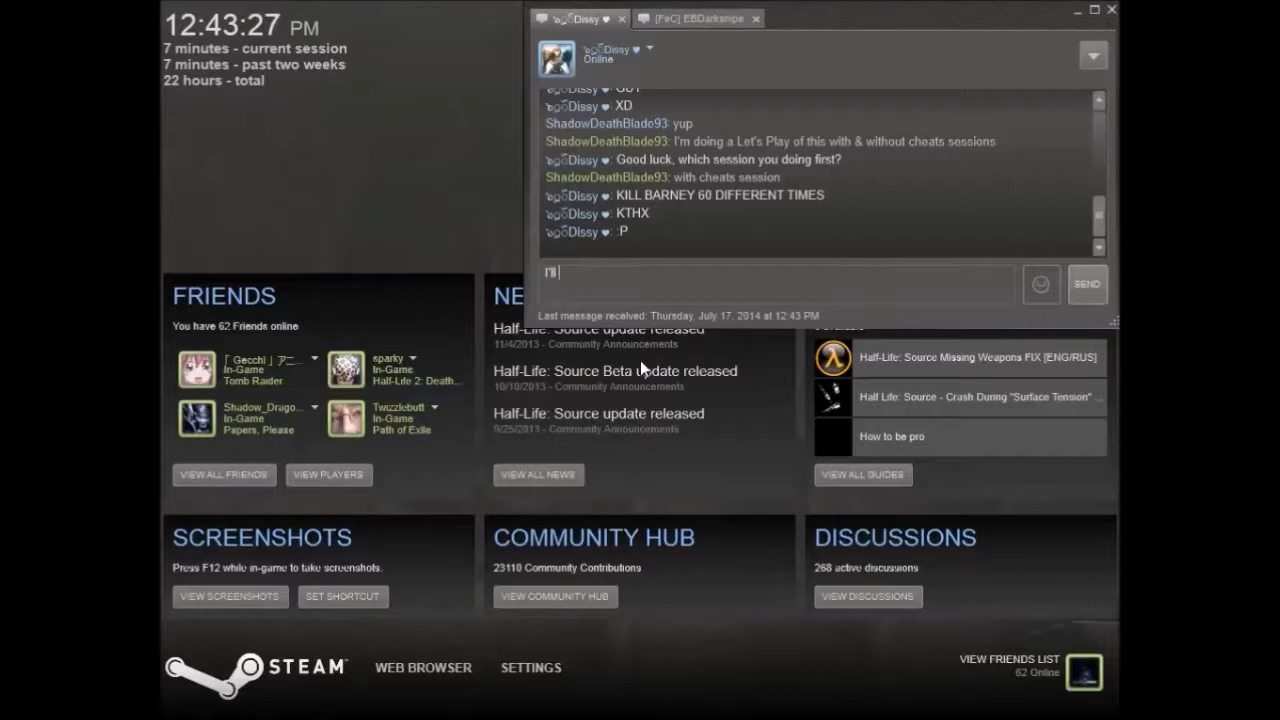 12:43:27 PM
7 minutes - current session
7 minutes - past two weeks
22 hours - total
Dissy ♥
[FeC] EBDarksnipe
Dissy ♥
Online
Dissy ♥: GUY
Dissy ♥: XD
ShadowDeathBlade93: yup
ShadowDeathBlade93: I'm doing a Let's Play of this with & without cheats sessions
Dissy ♥: Good luck, which session you doing first?
ShadowDeathBlade93: with cheats session
Dissy ♥: KILL BARNEY 60 DIFFERENT TIMES
Dissy ♥: KTHX
Dissy ♥: :P
I'll
SEND
Last message received: Thursday, July 17, 2014 at 12:43 PM
FRIENDS
You have 62 Friends online
「 Gecchi 」アニ...
In-Game
Tomb Raider
sparky
In-Game
Half-Life 2: Death...
Shadow_Drago...
In-Game
Papers, Please
Twizzlebutt
In-Game
Path of Exile
VIEW ALL FRIENDS
VIEW PLAYERS
NE
Half-Life: Source update released
11/4/2013 - Community Announcements
Half-Life: Source Beta update released
10/18/2013 - Community Announcements
Half-Life: Source update released
9/25/2013 - Community Announcements
VIEW ALL NEWS
Half-Life: Source Missing Weapons FIX [ENG/RUS]
Half Life: Source - Crash During "Surface Tension" ...
How to be pro
VIEW ALL GUIDES
SCREENSHOTS
Press F12 while in-game to take screenshots.
VIEW SCREENSHOTS
SET SHORTCUT
COMMUNITY HUB
23110 Community Contributions
VIEW COMMUNITY HUB
DISCUSSIONS
268 active discussions
VIEW DISCUSSIONS
STEAM
WEB BROWSER
SETTINGS
VIEW FRIENDS LIST
62 Online